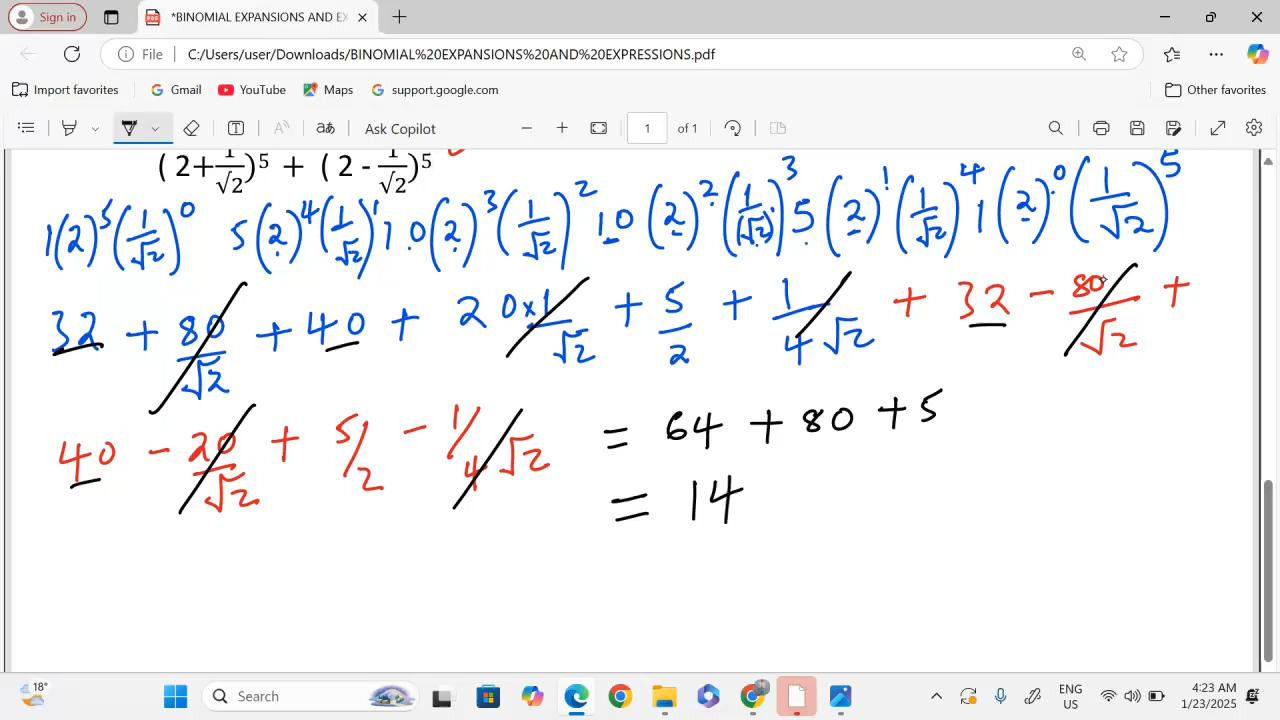 Sign in
*BINOMIAL EXPANSIONS AND EX
File C:/Users/user/Downloads/BINOMIAL%20EXPANSIONS%20AND%20EXPRESSIONS.pdf
Import favorites Gmail YouTube Maps support.google.com Other favorites
Ask Copilot 1 of 1
(2+1/√2)5 + (2 - 1/√2)5
1(2)^5(1/√2)^0 5(2)^4(1/√2)^1 10(2)^3(1/√2)^2 10(2)^2(1/√2)^3 5(2)^1(1/√2)^4 1(2)^0(1/√2)^5
32 + 80/√2 + 40 + 20×1/√2 + 5/2 + 1/4√2 + 32 - 80/√2 +
40 - 20/√2 + 5/2 - 1/4√2 = 64 + 80 + 5
= 14
18°
Search
ENG
US
4:23 AM
1/23/2025